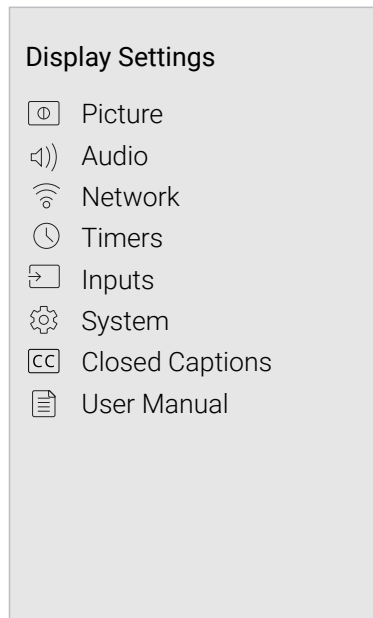 Display Settings
Picture
Audio
Network
Timers
Inputs
System
CC Closed Captions
User Manual